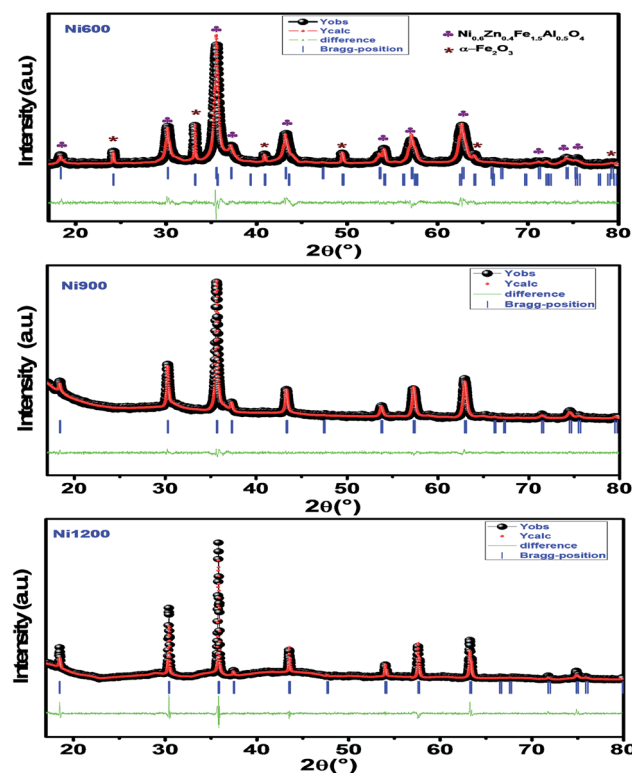 Ni600
Yobs
Ycalc
difference
Bragg-position
♣ Ni0.6Zn0.4Fe1.5Al0.5O4
* α−Fe2O3
Intensity (a.u.)
20 30 40 50 60 70 80
2θ(°)
Ni900
Yobs
Ycalc
difference
Bragg-position
Intensity (a.u.)
20 30 40 50 60 70 80
2θ(°)
Ni1200
Yobs
Ycalc
difference
Bragg-position
Intensity (a.u.)
20 30 40 50 60 70 80
2θ(°)